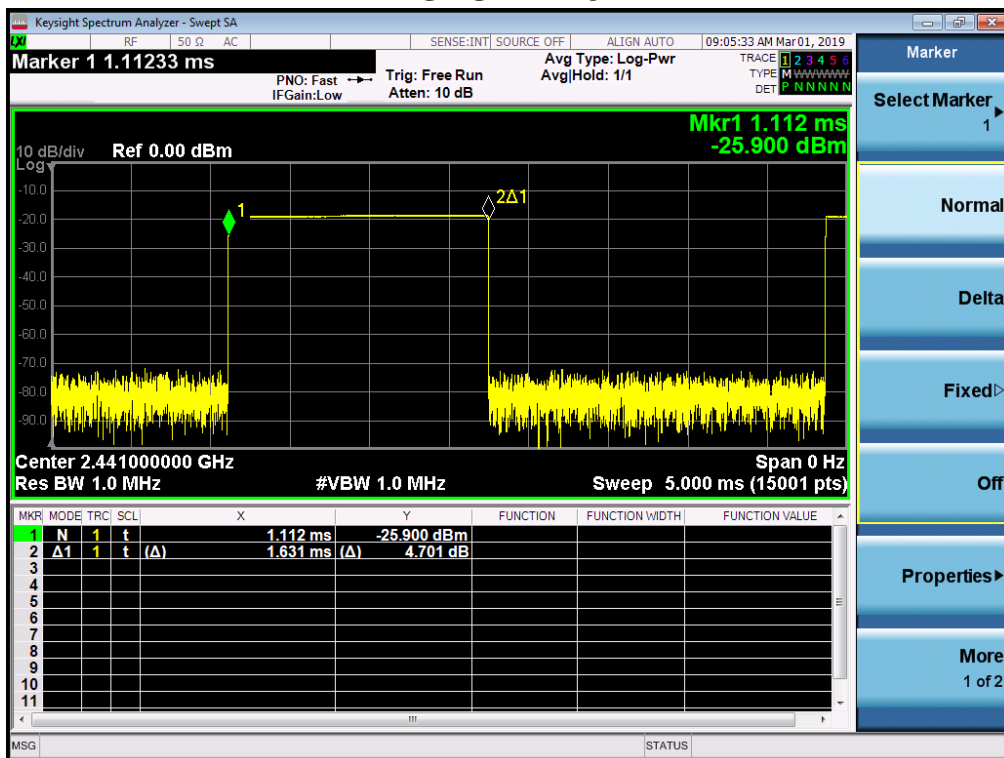 Keysight Spectrum Analyzer - Swept SA
LXI RF 50 Ω AC SENSE:INT SOURCE OFF ALIGN AUTO 09:05:33 AM Mar 01, 2019
Marker 1 1.11233 ms
PNO: Fast
IFGain:Low
Trig: Free Run
Atten: 10 dB
Avg Type: Log-Pwr
Avg|Hold: 1/1
TRACE 1 2 3 4 5 6
TYPE M WWWWW
DET P N N N N N
Mkr1 1.112 ms
-25.900 dBm
10 dB/div Ref 0.00 dBm
Log
-10.0
-20.0
-30.0
-40.0
-50.0
-60.0
-70.0
-80.0
-90.0
1
2Δ1
Center 2.441000000 GHz Span 0 Hz
Res BW 1.0 MHz #VBW 1.0 MHz Sweep 5.000 ms (15001 pts)
MKR MODE TRC SCL X Y FUNCTION FUNCTION WIDTH FUNCTION VALUE
1 N 1 t 1.112 ms -25.900 dBm
2 Δ1 1 t (Δ) 1.631 ms (Δ) 4.701 dB
3
4
5
6
7
8
9
10
11
MSG STATUS
Marker
Select Marker
1
Normal
Delta
Fixed
Off
Properties
More
1 of 2